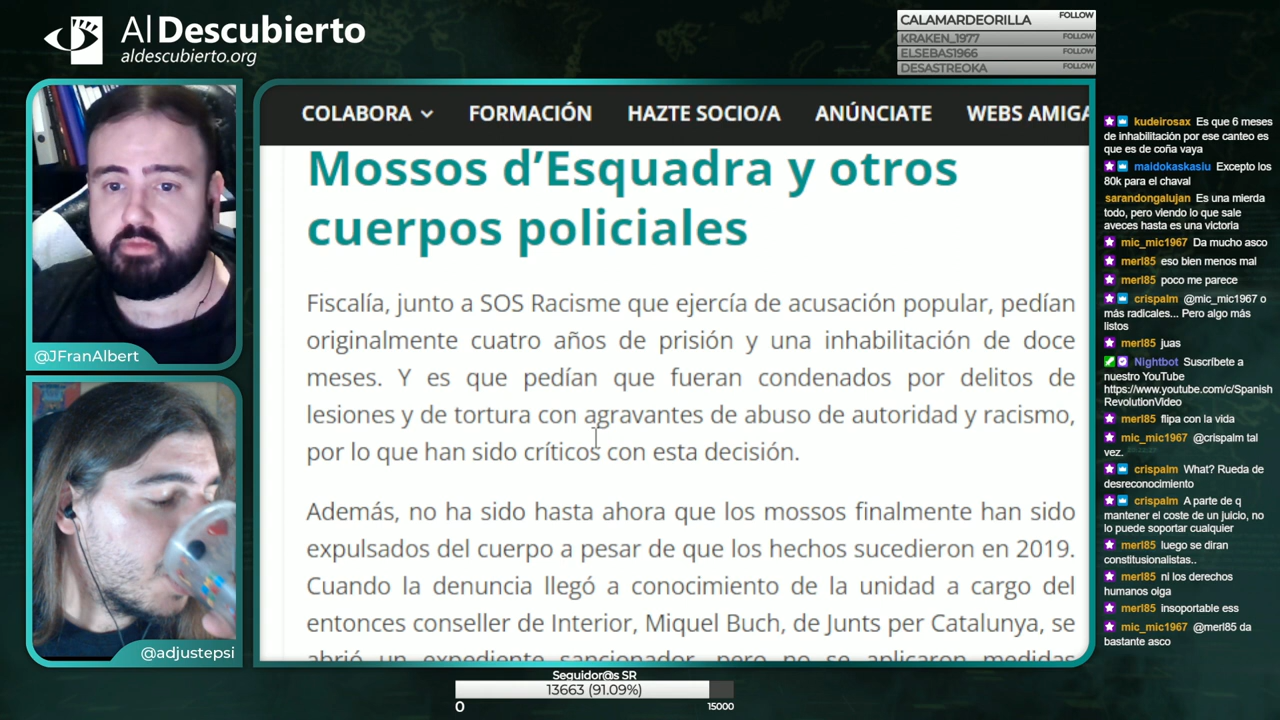 Al Descubierto
aldescubierto.org
CALAMARDEORILLA FOLLOW
KRAKEN_1977 FOLLOW
ELSEBAS1966 FOLLOW
DESASTREOKA FOLLOW
COLABORA FORMACIÓN HAZTE SOCIO/A ANÚNCIATE WEBS AMIGA
Mossos d’Esquadra y otros
cuerpos policiales
Fiscalía, junto a SOS Racisme que ejercía de acusación popular, pedían
originalmente cuatro años de prisión y una inhabilitación de doce
meses. Y es que pedían que fueran condenados por delitos de
lesiones y de tortura con agravantes de abuso de autoridad y racismo,
por lo que han sido críticos con esta decisión.
Además, no ha sido hasta ahora que los mossos finalmente han sido
expulsados del cuerpo a pesar de que los hechos sucedieron en 2019.
Cuando la denuncia llegó a conocimiento de la unidad a cargo del
entonces conseller de Interior, Miquel Buch, de Junts per Catalunya, se
abrió un expediente sancionador, pero no se aplicaron medidas
@JFranAlbert
@adjustepsi
kudeirosax Es que 6 meses
de inhabilitación por ese canteo es
que es de coña vaya
maidokaskasiu Excepto los
80k para el chaval
sarandongalujan Es una mierda
todo, pero viendo lo que sale
aveces hasta es una victoria
mic_mic1967 Da mucho asco
merl85 eso bien menos mal
merl85 poco me parece
crispalm @mic_mic1967 o
más radicales... Pero algo más
listos
merl85 juas
Nightbot Suscríbete a
nuestro YouTube
https://www.youtube.com/c/Spanish
RevolutionVideo
merl85 flipa con la vida
mic_mic1967 @crispalm tal
vez.
crispalm What? Rueda de
desreconocimiento
crispalm A parte de q
mantener el coste de un juicio, no
lo puede soportar cualquier
merl85 luego se diran
constitusionalistas..
merl85 ni los derechos
humanos oiga
merl85 insoportable ess
mic_mic1967 @merl85 da
bastante asco
Seguidor@s SR
13663 (91.09%)
0 15000